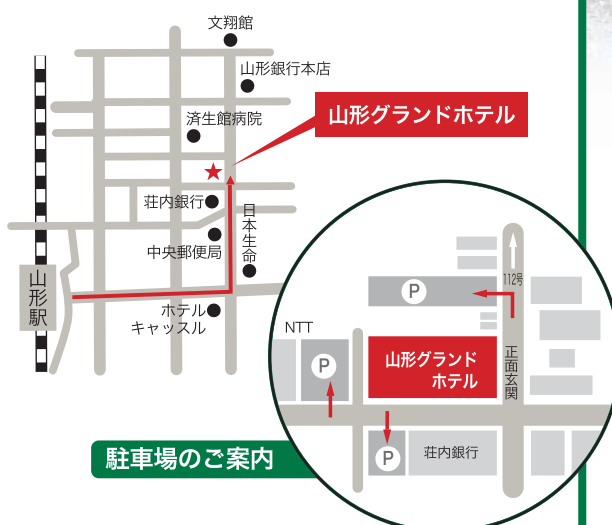 文翔館
山形銀行本店
済生館病院
山形グランドホテル
荘内銀行
日本生命
中央郵便局
山形駅
ホテル
キャッスル
112号
P
NTT
P
山形グランド
ホテル
正面玄関
P
荘内銀行
駐車場のご案内